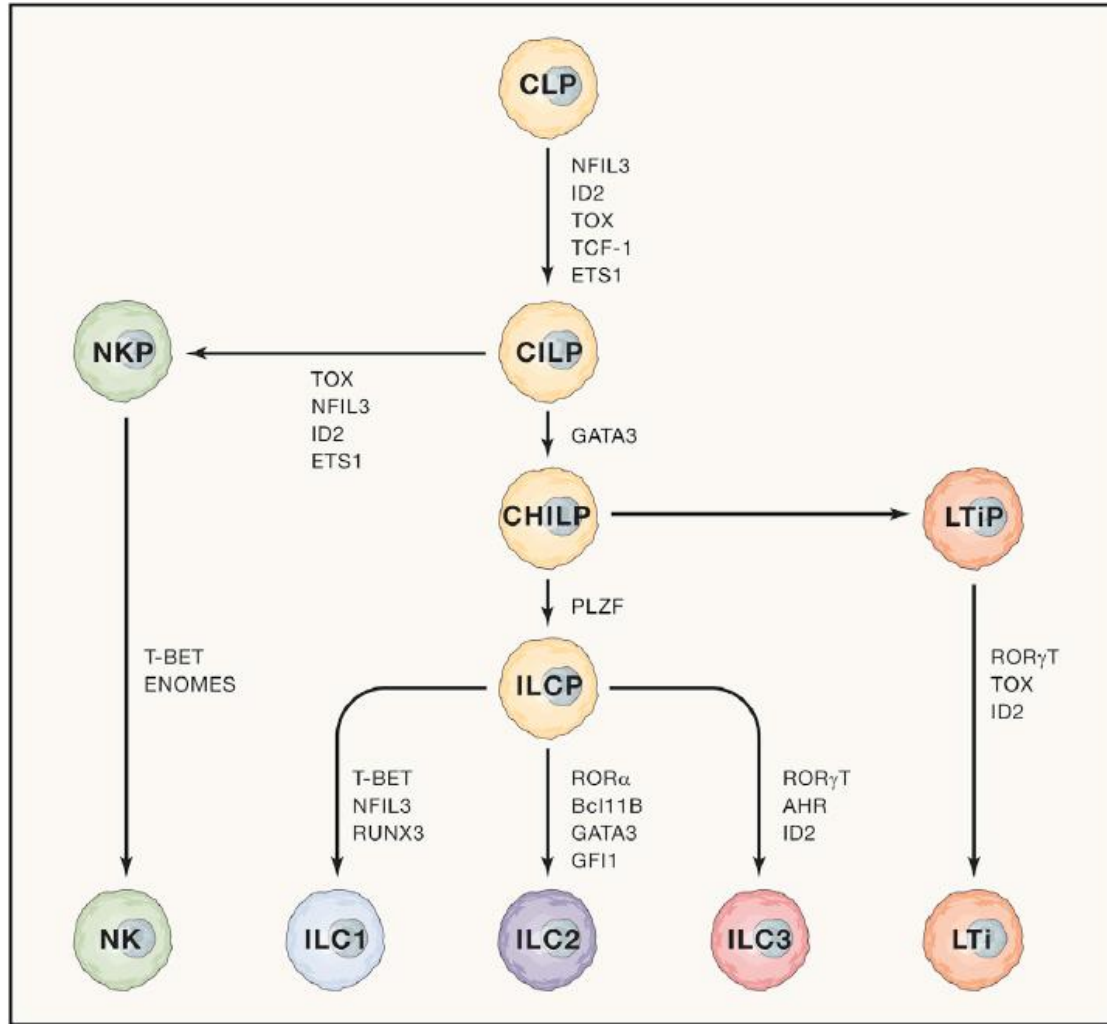 CLP
NFIL3
ID2
TOX
TCF-1
ETS1
NKP
CILP
TOX
NFIL3
ID2
ETS1
GATA3
CHILP
LTiP
PLZF
T-BET
ENOMES
ILCP
RORγT
TOX
ID2
T-BET
NFIL3
RUNX3
RORα
Bcl11B
GATA3
GFI1
RORγT
AHR
ID2
NK
ILC1
ILC2
ILC3
LTi